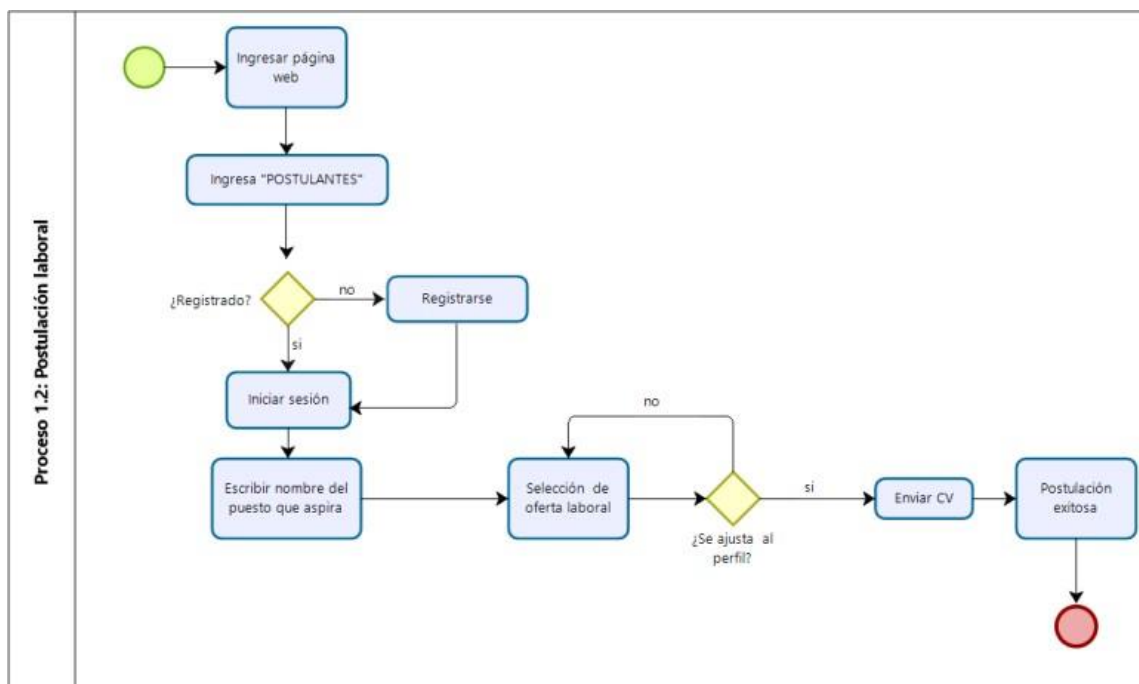 Proceso 1.2: Postulación laboral
Ingresar página
web
Ingresa "POSTULANTES"
¿Registrado?
no
Registrarse
si
Iniciar sesión
no
Escribir nombre del
puesto que aspira
Selección de
oferta laboral
¿Se ajusta al
perfil?
si
Enviar CV
Postulación
exitosa